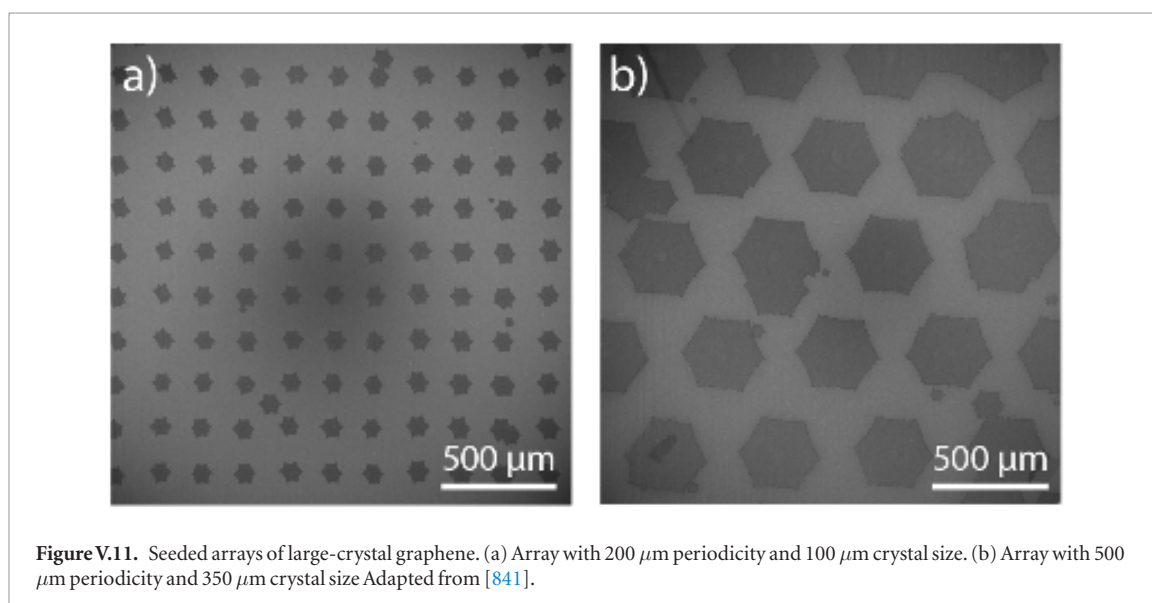 a)
b)
500 μm
500 μm
Figure V.11. Seeded arrays of large-crystal graphene. (a) Array with 200 μm periodicity and 100 μm crystal size. (b) Array with 500
μm periodicity and 350 μm crystal size Adapted from [841].